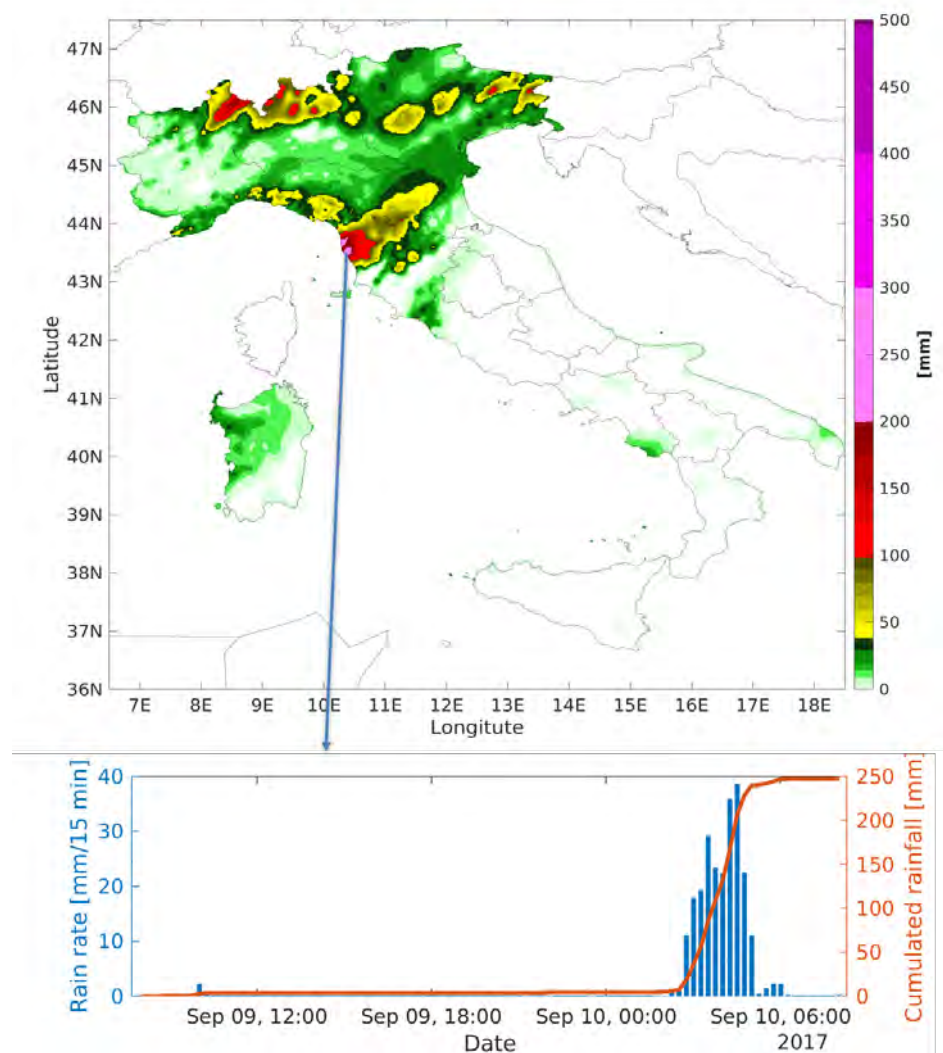 47N
46N
45N
44N
43N
42N
41N
40N
39N
38N
37N
36N
Latitude
7E 8E 9E 10E 11E 12E 13E 14E 15E 16E 17E 18E
Longitute
500
400
350
300
250
200
150
100
50
0
[mm]
40
30
20
10
0
Rain rate [mm/15 min]
250
200
150
100
50
0
Cumulated rainfall [mm]
Sep 09, 12:00 Sep 09, 18:00 Sep 10, 00:00 Sep 10, 06:00
2017
Date